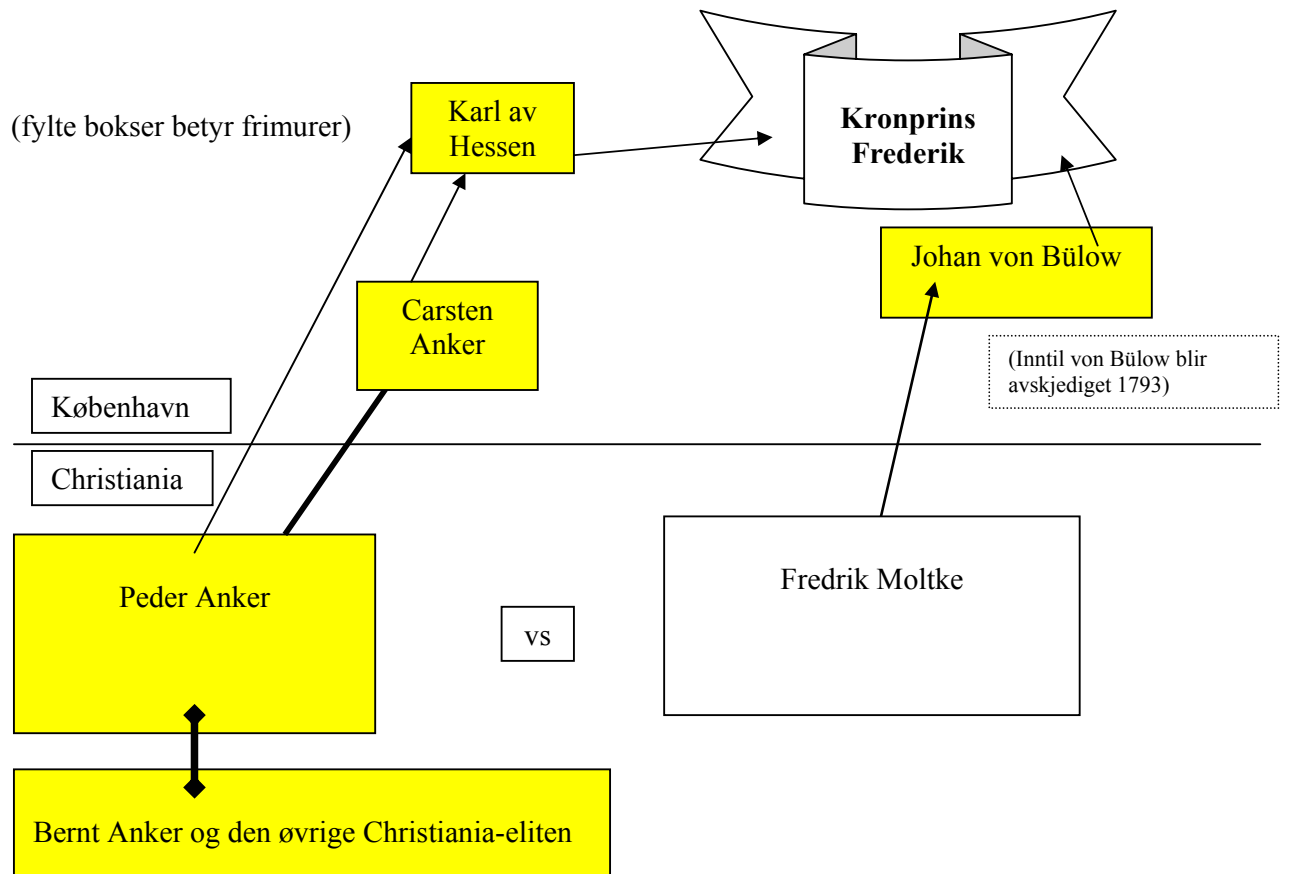 (fylte bokser betyr frimurer)
Karl av
Hessen
Kronprins
Frederik
Johan von Bülow
Carsten
Anker
(Inntil von Bülow blir
avskjediget 1793)
København
Christiania
Peder Anker
vs
Fredrik Moltke
Bernt Anker og den øvrige Christiania-eliten